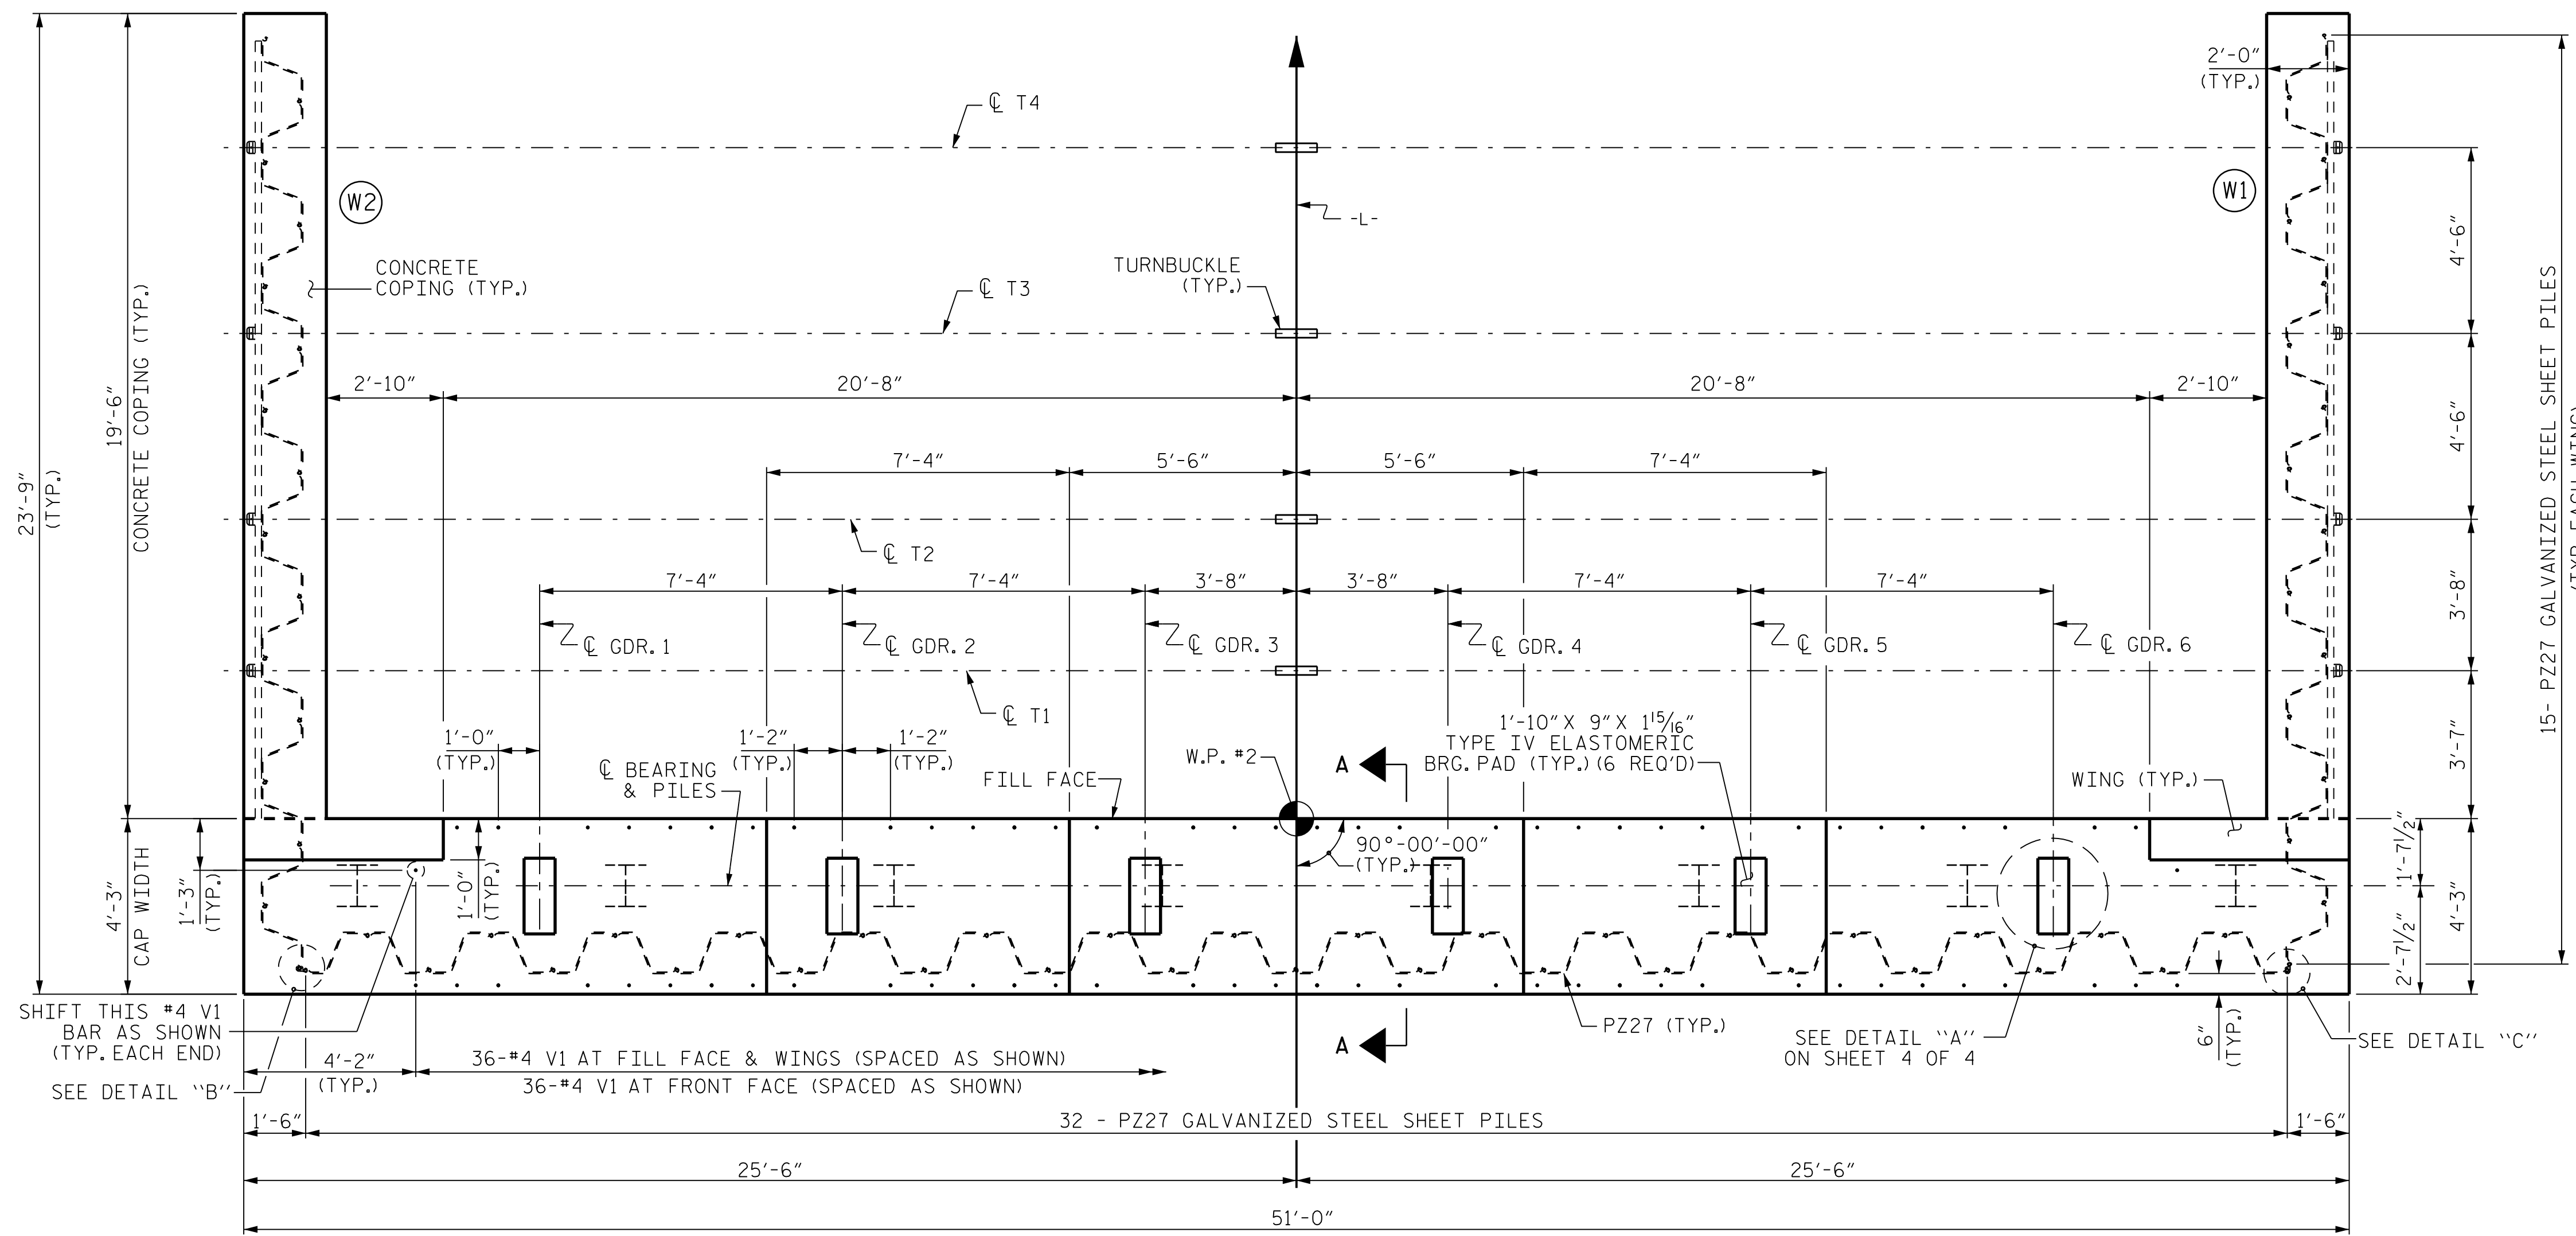 2'-0"
(TYP.)
℄ T4
W2
W1
-L-
4'-6"
CONCRETE
COPING (TYP.)
TURNBUCKLE
(TYP.)
℄ T3
23'-9"
(TYP.)
19'-6"
CONCRETE COPING (TYP.)
15- PZ27 GALVANIZED STEEL SHEET PILES
2'-10"
20'-8"
20'-8"
2'-10"
4'-6"
7'-4"
5'-6"
5'-6"
7'-4"
℄ T2
7'-4"
7'-4"
3'-8"
3'-8"
7'-4"
7'-4"
3'-8"
℄ GDR. 1
℄ GDR. 2
℄ GDR. 3
℄ GDR. 4
℄ GDR. 5
℄ GDR. 6
℄ T1
1'-0"
(TYP.)
1'-2"
(TYP.)
1'-2"
(TYP.)
1'-10" X 9" X 1 15/16"
TYPE IV ELASTOMERIC
BRG. PAD (TYP.) (6 REQ'D)
3'-7"
℄ BEARING
& PILES
FILL FACE
W.P. #2
A
WING (TYP.)
90°-00'-00"
(TYP.)
4'-3"
CAP WIDTH
1'-3"
(TYP.)
1'-0"
(TYP.)
1'-7 1/2"
2'-7 1/2"
4'-3"
SHIFT THIS #4 V1
BAR AS SHOWN
(TYP. EACH END)
PZ27 (TYP.)
A
SEE DETAIL "A"
ON SHEET 4 OF 4
6"
(TYP.)
SEE DETAIL "C"
4'-2"
(TYP.)
36-#4 V1 AT FILL FACE & WINGS (SPACED AS SHOWN)
36-#4 V1 AT FRONT FACE (SPACED AS SHOWN)
SEE DETAIL "B"
1'-6"
32 - PZ27 GALVANIZED STEEL SHEET PILES
1'-6"
25'-6"
25'-6"
51'-0"